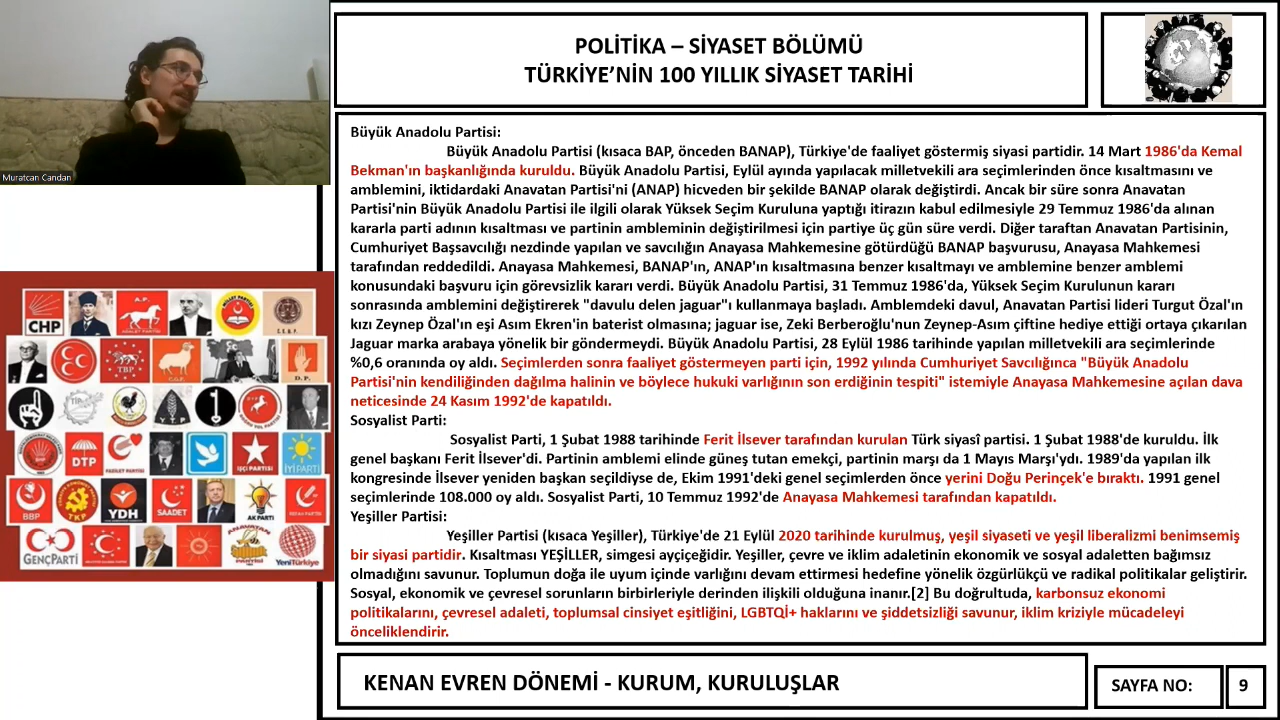 Muratcan Candan
POLİTİKA – SİYASET BÖLÜMÜ
TÜRKİYE'NİN 100 YILLIK SİYASET TARİHİ
Büyük Anadolu Partisi:
Büyük Anadolu Partisi (kısaca BAP, önceden BANAP), Türkiye'de faaliyet göstermiş siyasi partidir. 14 Mart 1986'da Kemal
Bekman'ın başkanlığında kuruldu. Büyük Anadolu Partisi, Eylül ayında yapılacak milletvekili ara seçimlerinden önce kısaltmasını ve
amblemini, iktidardaki Anavatan Partisi'ni (ANAP) hicveden bir şekilde BANAP olarak değiştirdi. Ancak bir süre sonra Anavatan
Partisi'nin Büyük Anadolu Partisi ile ilgili olarak Yüksek Seçim Kuruluna yaptığı itirazın kabul edilmesiyle 29 Temmuz 1986'da alınan
kararla parti adının kısaltması ve partinin ambleminin değiştirilmesi için partiye üç gün süre verdi. Diğer taraftan Anavatan Partisinin,
Cumhuriyet Başsavcılığı nezdinde yapılan ve savcılığın Anayasa Mahkemesine götürdüğü BANAP başvurusu, Anayasa Mahkemesi
tarafından reddedildi. Anayasa Mahkemesi, BANAP'ın, ANAP'ın kısaltmasına benzer kısaltmayı ve amblemine benzer amblemi
konusundaki başvuru için görevsizlik kararı verdi. Büyük Anadolu Partisi, 31 Temmuz 1986'da, Yüksek Seçim Kurulunun kararı
sonrasında amblemini değiştirerek "davulu delen jaguar"ı kullanmaya başladı. Amblemdeki davul, Anavatan Partisi lideri Turgut Özal'ın
kızı Zeynep Özal'ın eşi Asım Ekren'in baterist olmasına; jaguar ise, Zeki Berberoğlu'nun Zeynep-Asım çiftine hediye ettiği ortaya çıkarılan
Jaguar marka arabaya yönelik bir göndermeydi. Büyük Anadolu Partisi, 28 Eylül 1986 tarihinde yapılan milletvekili ara seçimlerinde
%0,6 oranında oy aldı. Seçimlerden sonra faaliyet göstermeyen parti için, 1992 yılında Cumhuriyet Savcılığınca "Büyük Anadolu
Partisi'nin kendiliğinden dağılma halinin ve böylece hukuki varlığının son erdiğinin tespiti" istemiyle Anayasa Mahkemesine açılan dava
neticesinde 24 Kasım 1992'de kapatıldı.
Sosyalist Parti:
Sosyalist Parti, 1 Şubat 1988 tarihinde Ferit İlsever tarafından kurulan Türk siyasî partisi. 1 Şubat 1988'de kuruldu. İlk
genel başkanı Ferit İlsever'di. Partinin amblemi elinde güneş tutan emekçi, partinin marşı da 1 Mayıs Marşı'ydı. 1989'da yapılan ilk
kongresinde İlsever yeniden başkan seçildiyse de, Ekim 1991'deki genel seçimlerden önce yerini Doğu Perinçek'e bıraktı. 1991 genel
seçimlerinde 108.000 oy aldı. Sosyalist Parti, 10 Temmuz 1992'de Anayasa Mahkemesi tarafından kapatıldı.
Yeşiller Partisi:
Yeşiller Partisi (kısaca Yeşiller), Türkiye'de 21 Eylül 2020 tarihinde kurulmuş, yeşil siyaseti ve yeşil liberalizmi benimsemiş
bir siyasi partidir. Kısaltması YEŞİLLER, simgesi ayçiçeğidir. Yeşiller, çevre ve iklim adaletinin ekonomik ve sosyal adaletten bağımsız
olmadığını savunur. Toplumun doğa ile uyum içinde varlığını devam ettirmesi hedefine yönelik özgürlükçü ve radikal politikalar geliştirir.
Sosyal, ekonomik ve çevresel sorunların birbirleriyle derinden ilişkili olduğuna inanır.[2] Bu doğrultuda, karbonsuz ekonomi
politikalarını, çevresel adaleti, toplumsal cinsiyet eşitliğini, LGBTQİ+ haklarını ve şiddetsizliği savunur, iklim kriziyle mücadeleyi
önceliklendirir.
CHP
A.P.
ADALET PARTİSİ
MİLLET PARTİSİ
TBP
D.P.
TİP
Y.T.P
DTP
FAZİLET PARTİSİ
İŞÇİ PARTİSİ
İYİ PARTİ
BBP
TKP
YDH
SAADET
AK PARTİ
REFAH PARTİSİ
GENÇPARTİ
ANAVATAN
PARTİSİ
YeniTürkiye
KENAN EVREN DÖNEMİ - KURUM, KURULUŞLAR
SAYFA NO:
9